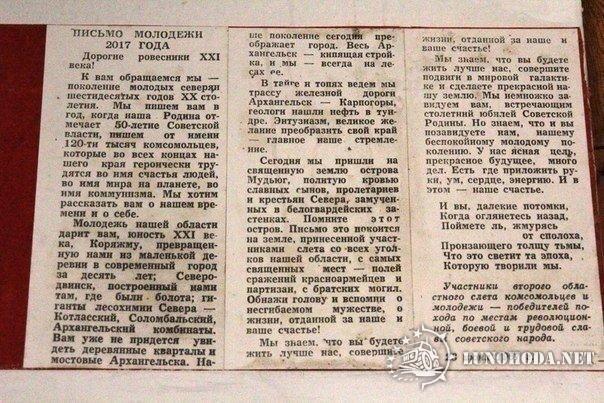 ПИСЬМО МОЛОДЕЖИ
2017 ГОДА
Дорогие ровесники XXI
века!
К вам обращаемся мы —
поколение молодых северян
шестидесятых годов XX сто-
летия. Мы пишем вам в
год, когда наша Родина от-
мечает 50-летие Советской
власти, пишем от имени
120-ти тысяч комсомольцев,
которые во всех концах на-
шего края героически тру-
дятся во имя счастья людей,
во имя мира на планете, во
имя коммунизма. Мы хотим
рассказать вам о нашем вре-
мени и о себе.
Молодежь нашей области
дарит вам, юность XXI ве-
ка, Коряжму, превращен-
ную нами из маленькой де-
ревни в современный город
за десять лет; Северо-
двинск, построенный нами
там, где были болота; ги-
ганты лесохимии Севера —
Котласский, Соломбальский,
Архангельский комбинаты.
Вам уже не придется уви-
деть деревянные кварталы и
мостовые Архангельска. На-
ше поколение сегодня пре-
ображает город. Весь Ар-
хангельск — кипящая строй-
ка, и мы — всегда на ле-
сах ее.
В тайге и топях ведем мы
трассу железной дороги
Архангельск — Карпогоры,
геологи нашли нефть в тун-
дре. Энтузиазм, великое же-
лание преобразить свой край
— главное наше стремле-
ние.
Сегодня мы пришли на
священную землю острова
Мудьюг, политую кровью
славных сынов, пролетариев
и крестьян Севера, замучен-
ных в белогвардейских за-
стенках. Помните этот
остров. Письмо это покоится
на земле, принесенной участ-
никами слета со всех уголков
нашей области, с самых
священных мест — полей
сражений красноармейцев и
партизан, с братских могил.
Обнажи голову и вспомни о
несгибаемом мужестве, о
жизни, отданной за наше и
ваше счастье!
Мы знаем, что вы будете
жить лучше нас, совершите
жизни, отданной за наше и
ваше счастье!
Мы знаем, что вы будете
жить лучше нас, совершите
подвиги в мировой галакти-
ке и сделаете прекрасной на-
шу землю. Мы немножко за-
видуем вам, встречающим
столетний юбилей Советской
Родины. Но знаем, что и вы
позавидуете нам, нашему
беспокойному молодому по-
колению. У нас ясная цель,
прекрасное будущее, много
дел. Есть где приложить ру-
ки, ум, сердце, энергию. И в
этом — наше счастье.
И вы, далекие потомки,
Когда оглянетесь назад,
Поймете ль, жмурясь
от сполоха,
Пронзающего толщу тьмы,
Что это светит та эпоха,
Которую творили мы.
Участники второго обла-
стного слета комсомольцев и
молодежи — победителей по-
хода по местам революцион-
ной, боевой и трудовой сла-
вы советского народа.
LUNOHODA.NET